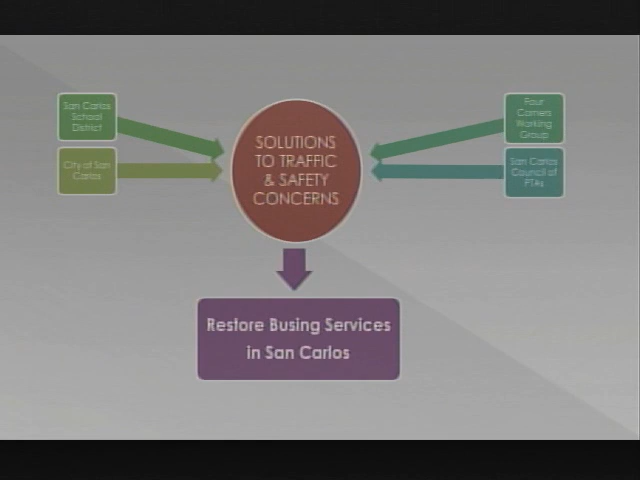 San Carlos
School
District
City of San
Carlos
SOLUTIONS
TO TRAFFIC
& SAFETY
CONCERNS
Four
Corners
Working
Group
San Carlos
Council of
PTAs
Restore Busing Services
in San Carlos